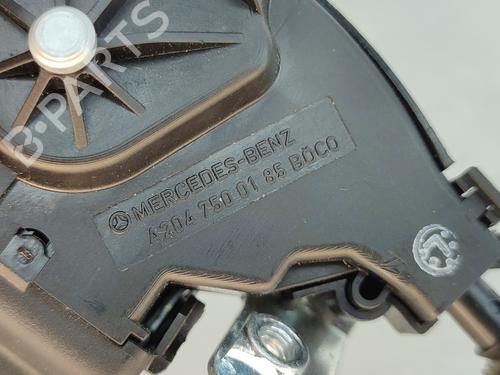 B-PARTS
MERCEDES-BENZ
A204 750 01 85 BÖCO